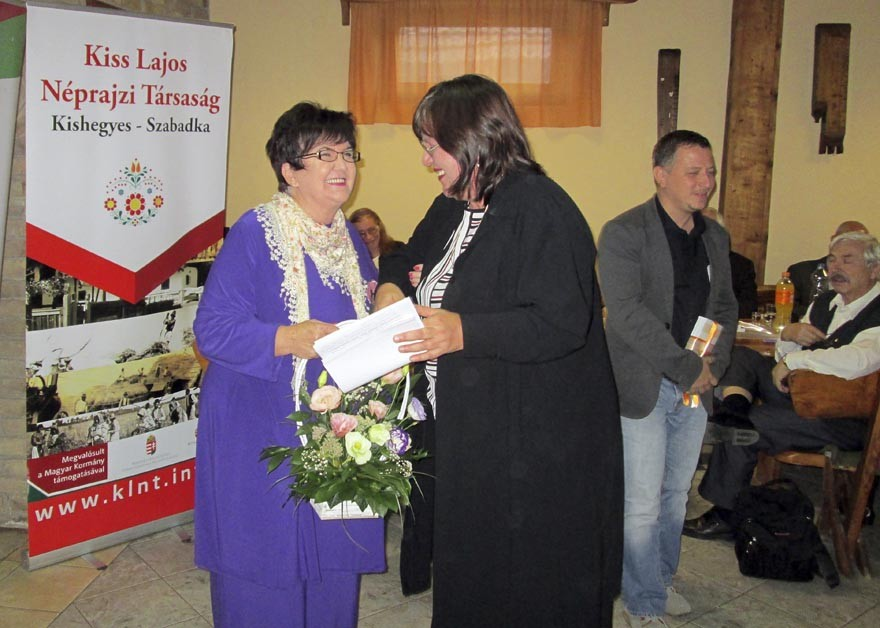 Kiss Lajos
Néprajzi Társaság
Kishegyes - Szabadka
Megvalósult
a Magyar Kormány
támogatásával
www.klnt.in